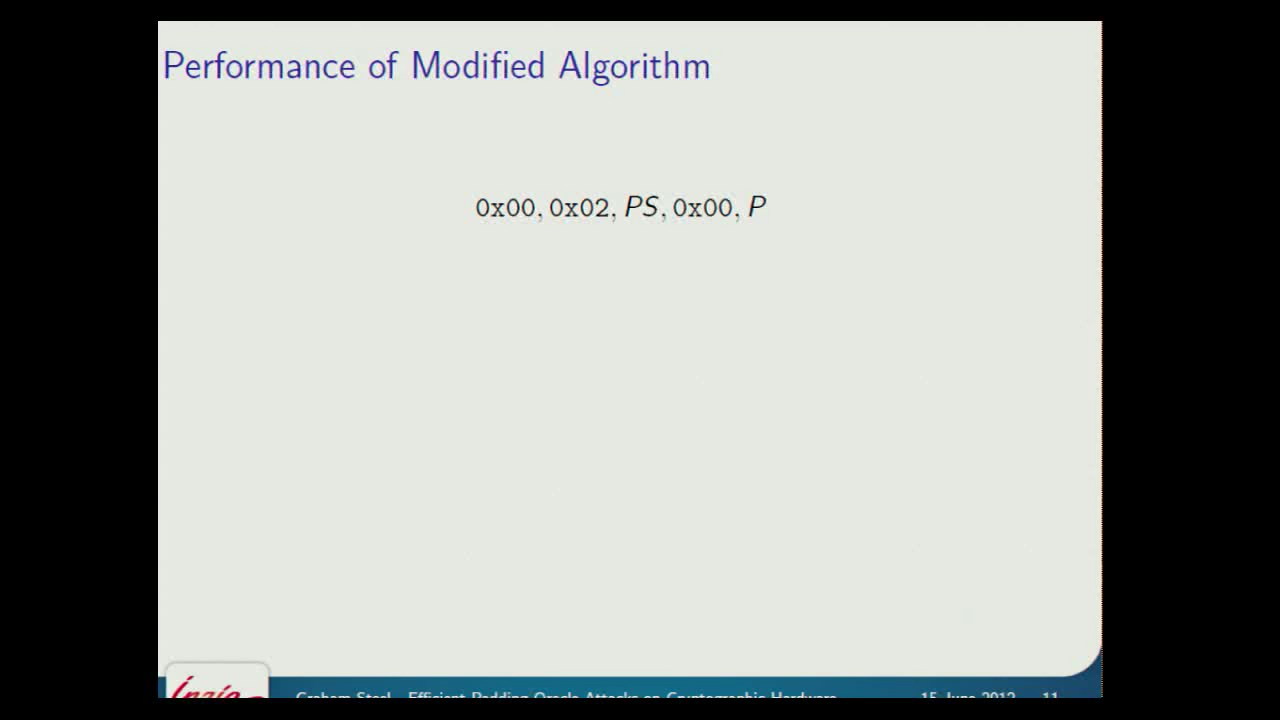 Performance of Modified Algorithm
0x00, 0x02, PS, 0x00, P
Inria
Graham Steel - Efficient Padding Oracle Attacks on Cryptographic Hardware 15 June 2012 11